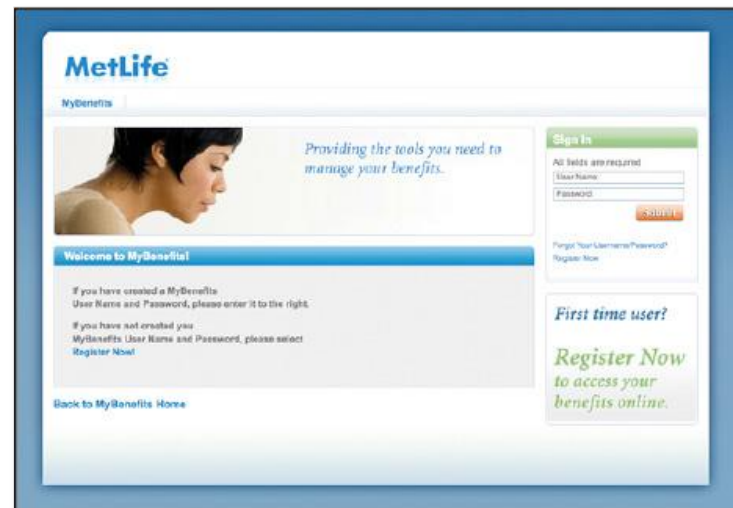 MetLife
MyBenefits
Providing the tools you need to
manage your benefits.
Sign In
All fields are required
User Name
Password
Submit
Forgot Your Username/Password?
Register Now
Welcome to MyBenefits!
If you have created a MyBenefits
User Name and Password, please enter it to the right.
If you have not created you
MyBenefits User Name and Password, please select
Register Now!
First time user?
Register Now
to access your
benefits online.
Back to MyBenefits Home